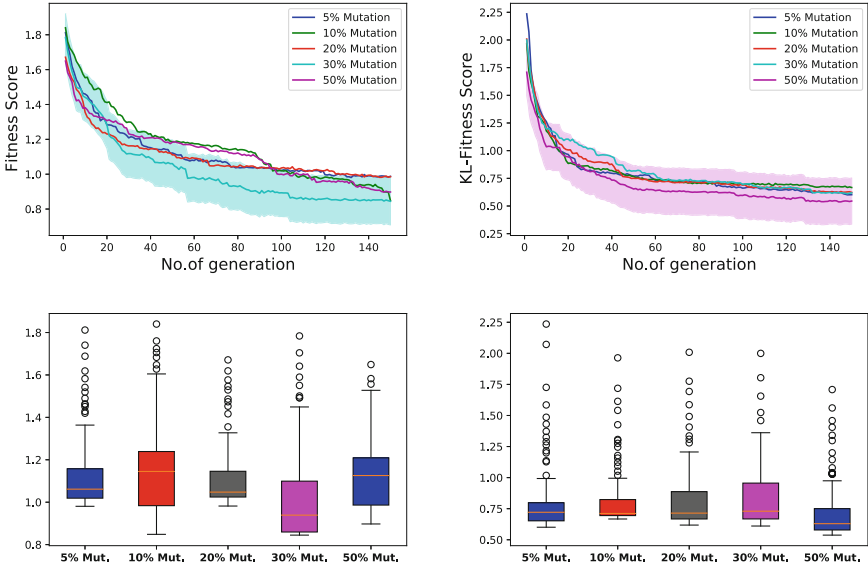 5% Mutation
10% Mutation
20% Mutation
30% Mutation
50% Mutation
Fitness Score
1.8
1.6
1.4
1.2
1.0
0.8
0 20 40 60 80 100 120 140
No.of generation
5% Mutation
10% Mutation
20% Mutation
30% Mutation
50% Mutation
KL-Fitness Score
2.25
2.00
1.75
1.50
1.25
1.00
0.75
0.50
0.25
0 20 40 60 80 100 120 140
No.of generation
1.8
1.6
1.4
1.2
1.0
0.8
5% Mut. 10% Mut. 20% Mut. 30% Mut. 50% Mut.
2.25
2.00
1.75
1.50
1.25
1.00
0.75
0.50
5% Mut. 10% Mut. 20% Mut. 30% Mut. 50% Mut.